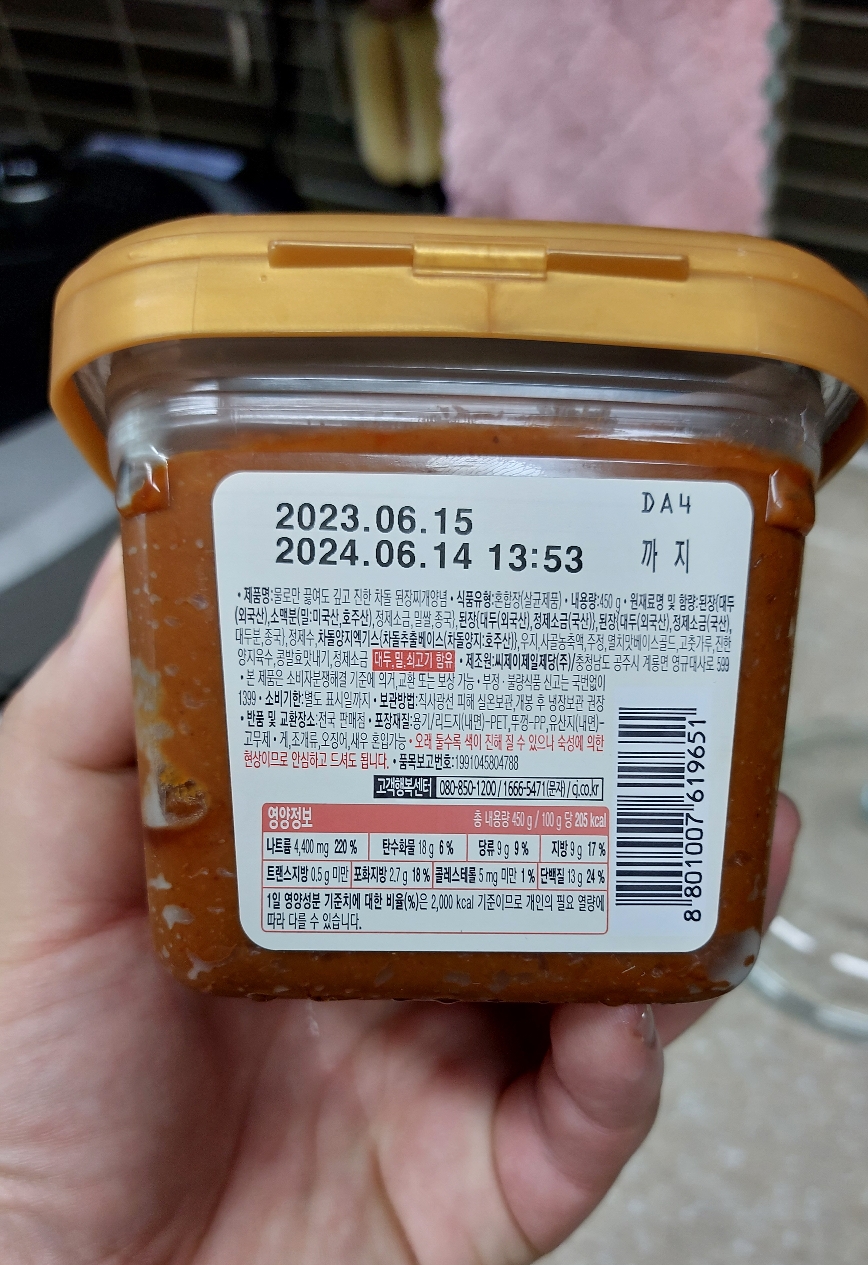 2023.06.15
DA4
2024.06.14 13:53 까지
• 제품명:물로만 끓여도 깊고 진한 차돌 된장찌개양념 • 식품유형:혼합장(살균제품) • 내용량:450 g • 원재료명 및 함량:된장{대두
(외국산),소맥분(밀:미국산,호주산),정제소금,밀쌀,종국}, 된장{대두(외국산),정제소금(국산)}, 된장{대두(외국산),정제소금(국산),
대두분,종국}, 정제수, 차돌양지엑기스{차돌추출베이스(차돌양지:호주산)}, 우지,사골농축액,주정,멸치맛베이스골드, 고춧가루,진한
양지육수,콩발효맛내기,정제소금 대두,밀,쇠고기 함유 • 제조원:씨제이제일제당(주)/충청남도 공주시 계룡면 영규대사로 599
• 본 제품은 소비자분쟁해결 기준에 의거,교환 또는 보상 가능 • 부정·불량식품 신고는 국번없이
1399 • 소비기한:별도 표시일까지 • 보관방법:직사광선 피해 실온보관,개봉 후 냉장보관 권장
• 반품 및 교환장소:전국 판매점 • 포장재질:용기/리드지(내면)-PET,뚜껑-PP,유산지(내면)-
고무제 • 게,조개류,오징어,새우 혼입가능 • 오래 둘수록 색이 진해 질 수 있으나 숙성에 의한
현상이므로 안심하고 드셔도 됩니다. • 품목보고번호:1991045804788
고객행복센터 080-850-1200 / 1666-5471(문자) / cj.co.kr
영양정보 총 내용량 450 g / 100 g 당 205 kcal
나트륨 4,400 mg 220 % 탄수화물 18 g 6 % 당류 9 g 9 % 지방 9 g 17 %
트랜스지방 0.5 g 미만 포화지방 2.7 g 18 % 콜레스테롤 5 mg 미만 1 % 단백질 13 g 24 %
1일 영양성분 기준치에 대한 비율(%)은 2,000 kcal 기준이므로 개인의 필요 열량에
따라 다를 수 있습니다.
8 801007 619651